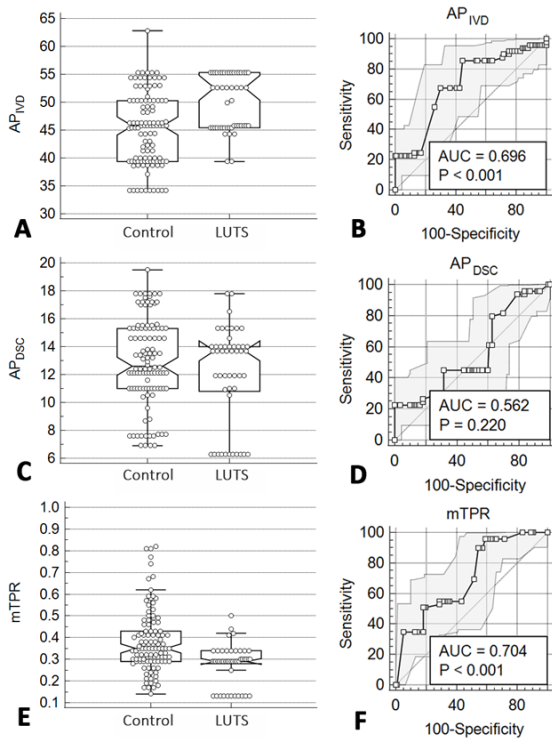 AP_IVD
65
60
55
50
45
40
35
30
AP_IVD
Control
LUTS
A
AP_IVD
100
80
60
40
20
0
Sensitivity
AUC = 0.696
P < 0.001
0
40
80
100-Specificity
B
AP_DSC
20
18
16
14
12
10
8
6
Control
LUTS
C
AP_DSC
100
80
60
40
20
0
Sensitivity
AUC = 0.562
P = 0.220
0
40
80
100-Specificity
D
mTPR
1.0
0.9
0.8
0.7
0.6
0.5
0.4
0.3
0.2
0.1
Control
LUTS
E
mTPR
100
80
60
40
20
0
Sensitivity
AUC = 0.704
P < 0.001
0
40
80
100-Specificity
F